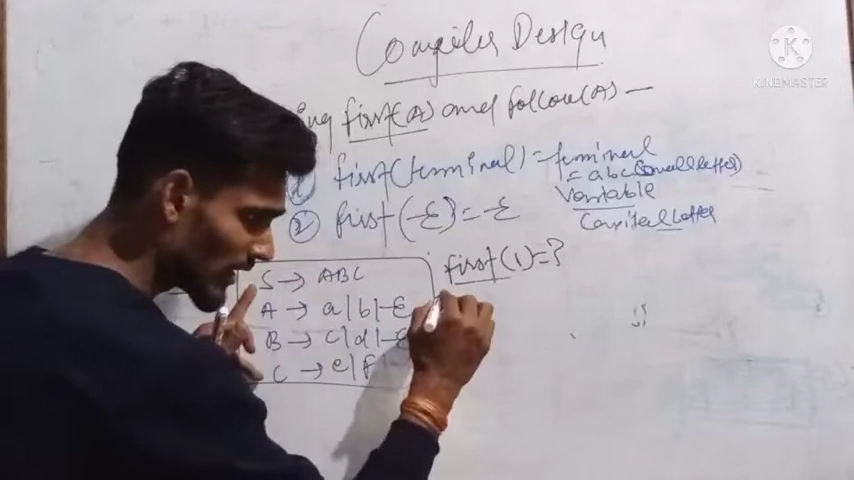 Compiler Design
KINEMASTER
first(A) and follow(A) —
① first(terminal) = terminal
= abc (small letter)
Variable
Capital Letter
② first(-ε) = -ε
first( ) = ?
S → ABC
A → a|b|-ε
B → c|d|-ε
C → e|f|